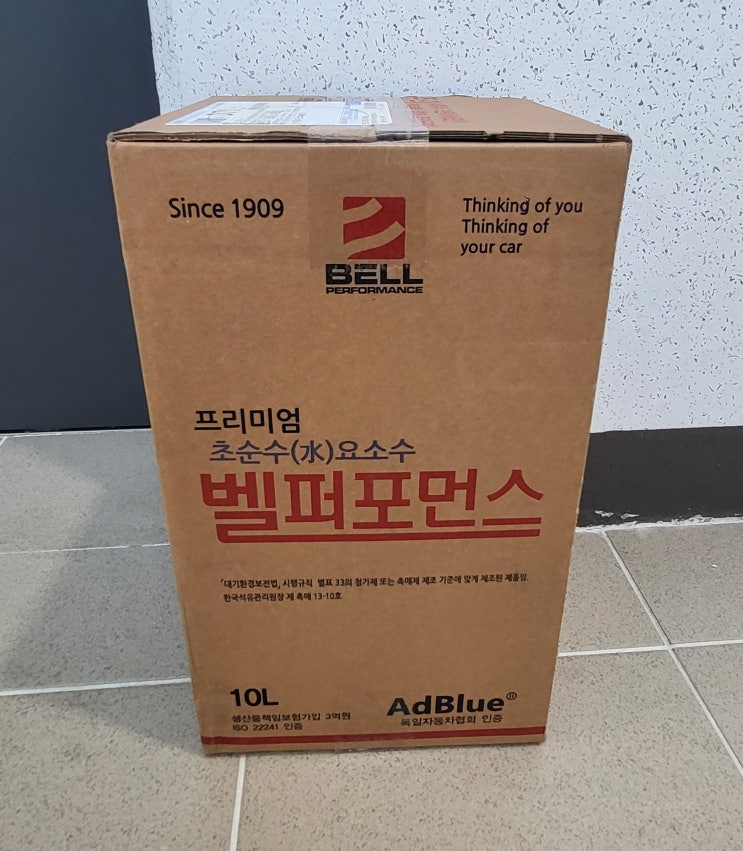 Since 1909
BELL
PERFORMANCE
Thinking of you
Thinking of
your car
프리미엄
초순수(水)요소수
벨퍼포먼스
「대기환경보전법」 시행규칙 별표 33의 첨가제 또는 촉매제 제조 기준에 맞게 제조된 제품임.
한국석유관리원장 제 촉매 13-10호
10L
생산물책임보험가입 3억원
ISO 22241 인증
AdBlue®
독일자동차협회 인증